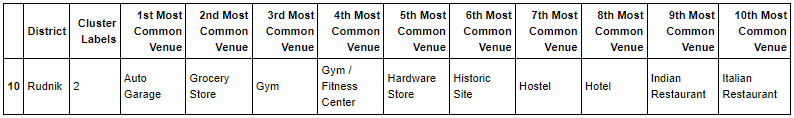 District Cluster Labels 1st Most Common Venue 2nd Most Common Venue 3rd Most Common Venue 4th Most Common Venue 5th Most Common Venue 6th Most Common Venue 7th Most Common Venue 8th Most Common Venue 9th Most Common Venue 10th Most Common Venue
10 Rudnik 2 Auto Garage Grocery Store Gym Gym / Fitness Center Hardware Store Historic Site Hostel Hotel Indian Restaurant Italian Restaurant